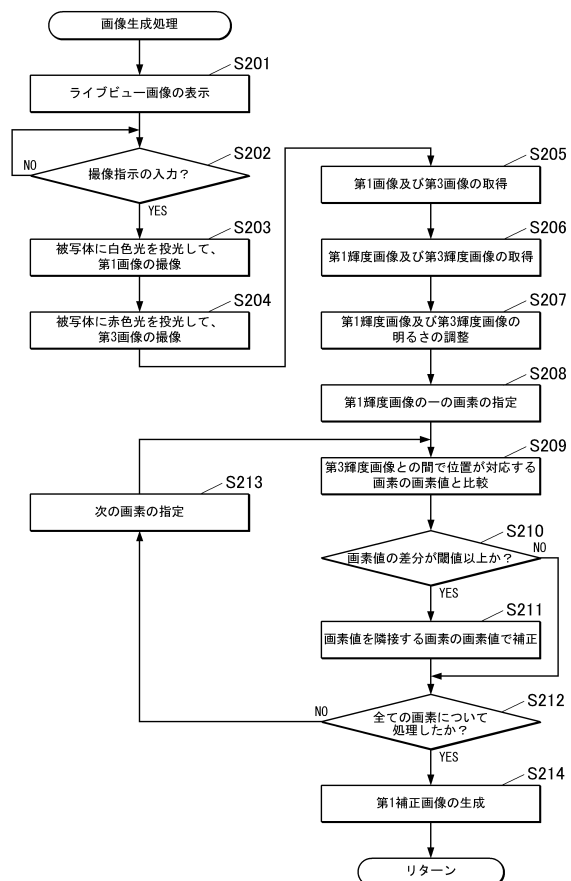 画像生成処理
S201
ライブビュー画像の表示
S202
撮像指示の入力？
NO
YES
S203
被写体に白色光を投光して、
第1画像の撮像
S204
被写体に赤色光を投光して、
第3画像の撮像
S205
第1画像及び第3画像の取得
S206
第1輝度画像及び第3輝度画像の取得
S207
第1輝度画像及び第3輝度画像の
明るさの調整
S208
第1輝度画像の一の画素の指定
S209
第3輝度画像との間で位置が対応する
画素の画素値と比較
S210
画素値の差分が閾値以上か？
NO
YES
S211
画素値を隣接する画素の画素値で補正
S212
全ての画素について
処理したか？
NO
YES
S213
次の画素の指定
S214
第1補正画像の生成
リターン